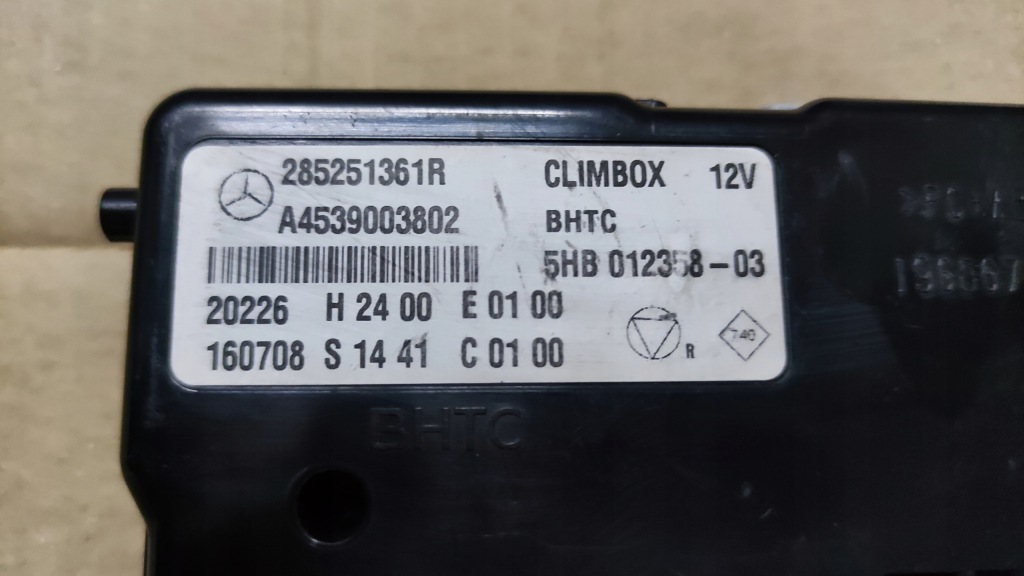 285251361R CLIMBOX 12V
A4539003802 BHTC
5HB 012358-03
20226 H 24 00 E 01 00
160708 S 14 41 C 01 00
R 740
BHTC